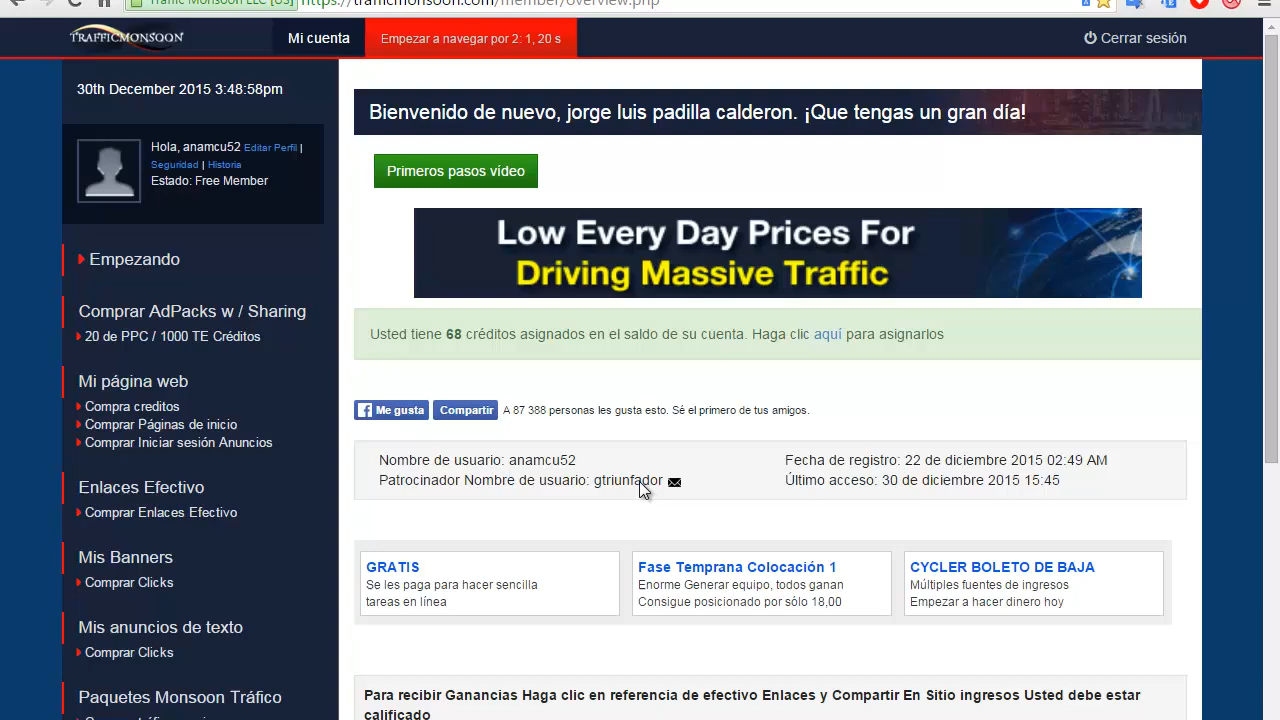 Traffic Monsoon LLC [US] https://trafficmonsoon.com/member/overview.php
TRAFFICMONSOON
Mi cuenta
Empezar a navegar por 2: 1, 20 s
Cerrar sesión
30th December 2015 3:48:58pm
Hola, anamcu52 Editar Perfil |
Seguridad | Historia
Estado: Free Member
Empezando
Comprar AdPacks w / Sharing
20 de PPC / 1000 TE Créditos
Mi página web
Compra creditos
Comprar Páginas de inicio
Comprar Iniciar sesión Anuncios
Enlaces Efectivo
Comprar Enlaces Efectivo
Mis Banners
Comprar Clicks
Mis anuncios de texto
Comprar Clicks
Paquetes Monsoon Tráfico
Bienvenido de nuevo, jorge luis padilla calderon. ¡Que tengas un gran día!
Primeros pasos vídeo
Low Every Day Prices For
Driving Massive Traffic
Usted tiene 68 créditos asignados en el saldo de su cuenta. Haga clic aquí para asignarlos
Me gusta Compartir A 87 388 personas les gusta esto. Sé el primero de tus amigos.
Nombre de usuario: anamcu52
Patrocinador Nombre de usuario: gtriunfador
Fecha de registro: 22 de diciembre 2015 02:49 AM
Último acceso: 30 de diciembre 2015 15:45
GRATIS
Se les paga para hacer sencilla
tareas en línea
Fase Temprana Colocación 1
Enorme Generar equipo, todos ganan
Consigue posicionado por sólo 18,00
CYCLER BOLETO DE BAJA
Múltiples fuentes de ingresos
Empezar a hacer dinero hoy
Para recibir Ganancias Haga clic en referencia de efectivo Enlaces y Compartir En Sitio ingresos Usted debe estar
calificado